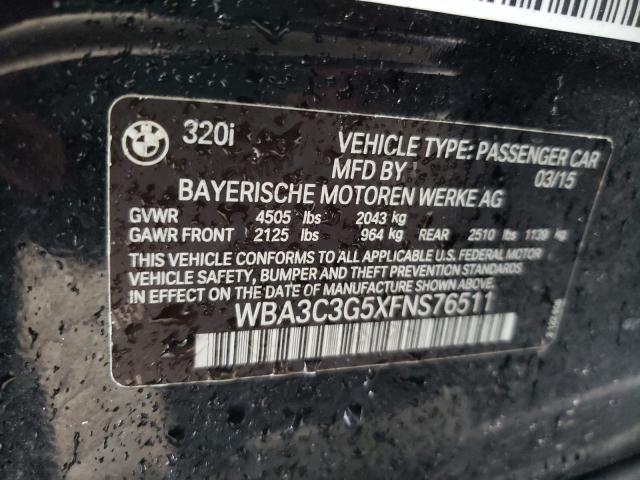 320i
VEHICLE TYPE: PASSENGER CAR
MFD BY 03/15
BAYERISCHE MOTOREN WERKE AG
GVWR 4505 lbs 2043 kg
GAWR FRONT 2125 lbs 964 kg REAR 2510 lbs 1139 kg
THIS VEHICLE CONFORMS TO ALL APPLICABLE U.S. FEDERAL MOTOR
VEHICLE SAFETY, BUMPER AND THEFT PREVENTION STANDARDS
IN EFFECT ON THE DATE OF MANUFACTURE SHOWN ABOVE.
WBA3C3G5XFNS76511